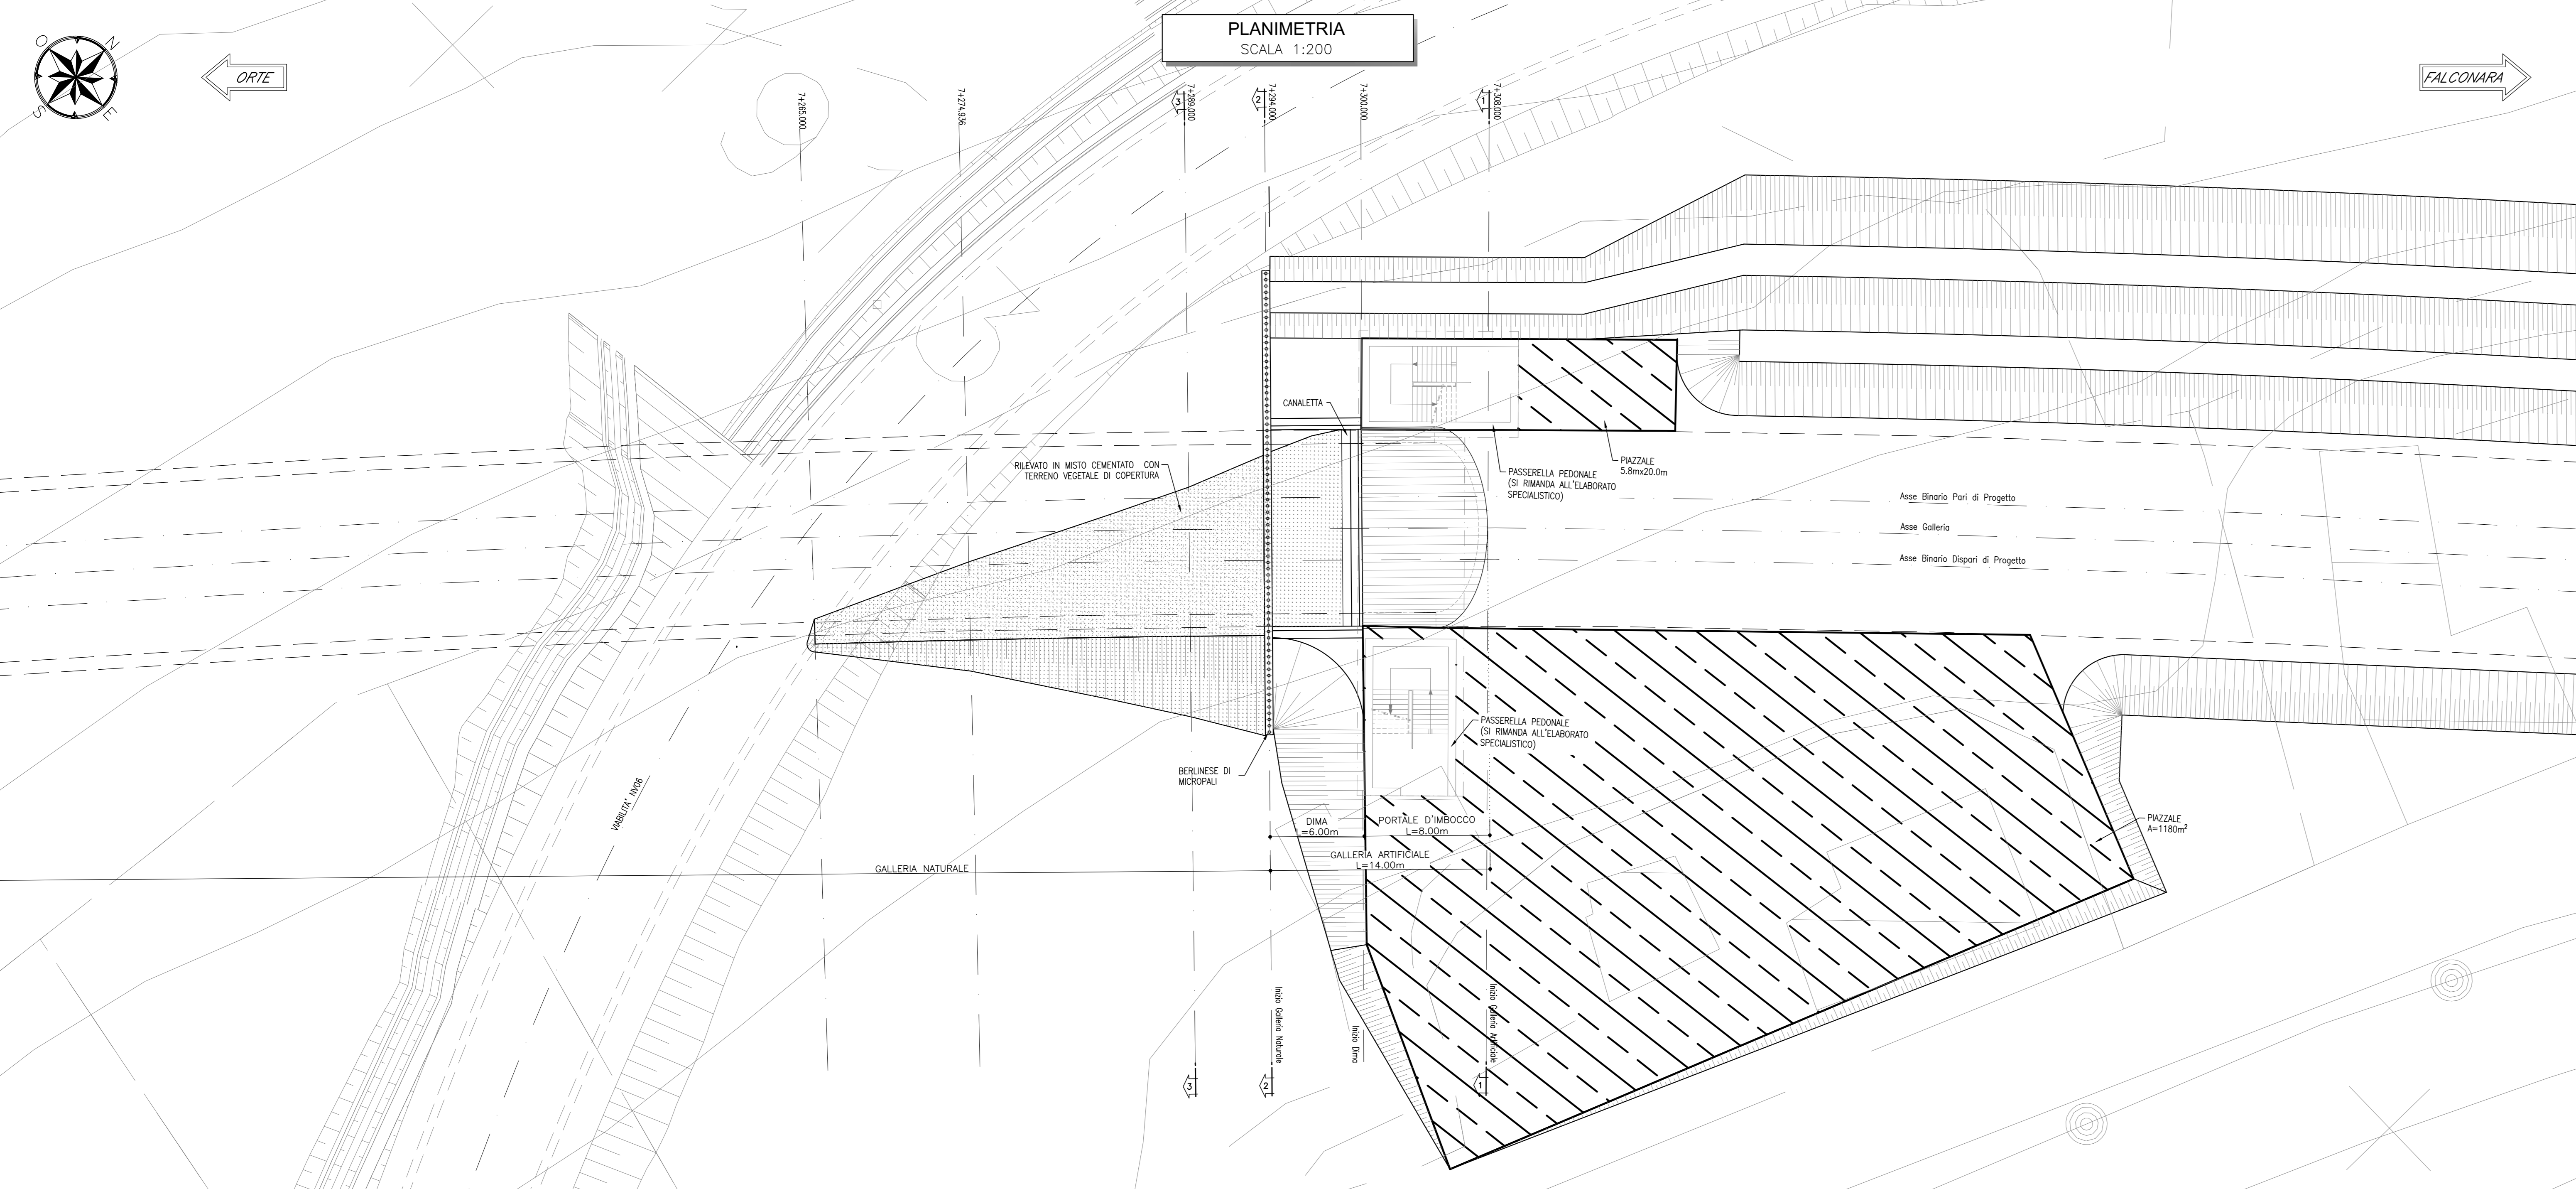 PLANIMETRIA
SCALA 1:200
O
N
S
E
ORTE
FALCONARA
7+265.000
7+274.936
3
7+289.000
2
7+294.000
7+300.000
1
7+308.000
CANALETTA
RILEVATO IN MISTO CEMENTATO CON
TERRENO VEGETALE DI COPERTURA
PASSERELLA PEDONALE
(SI RIMANDA ALL'ELABORATO
SPECIALISTICO)
PIAZZALE
5.8mx20.0m
Asse Binario Pari di Progetto
Asse Galleria
Asse Binario Dispari di Progetto
PASSERELLA PEDONALE
(SI RIMANDA ALL'ELABORATO
SPECIALISTICO)
BERLINESE DI
MICROPALI
VIABILITA' NV06
DIMA
L=6.00m
PORTALE D'IMBOCCO
L=8.00m
PIAZZALE
A=1180m²
GALLERIA NATURALE
GALLERIA ARTIFICIALE
L=14.00m
Inizio Galleria Naturale
Inizio Dima
Inizio Galleria Artificiale
3
2
1